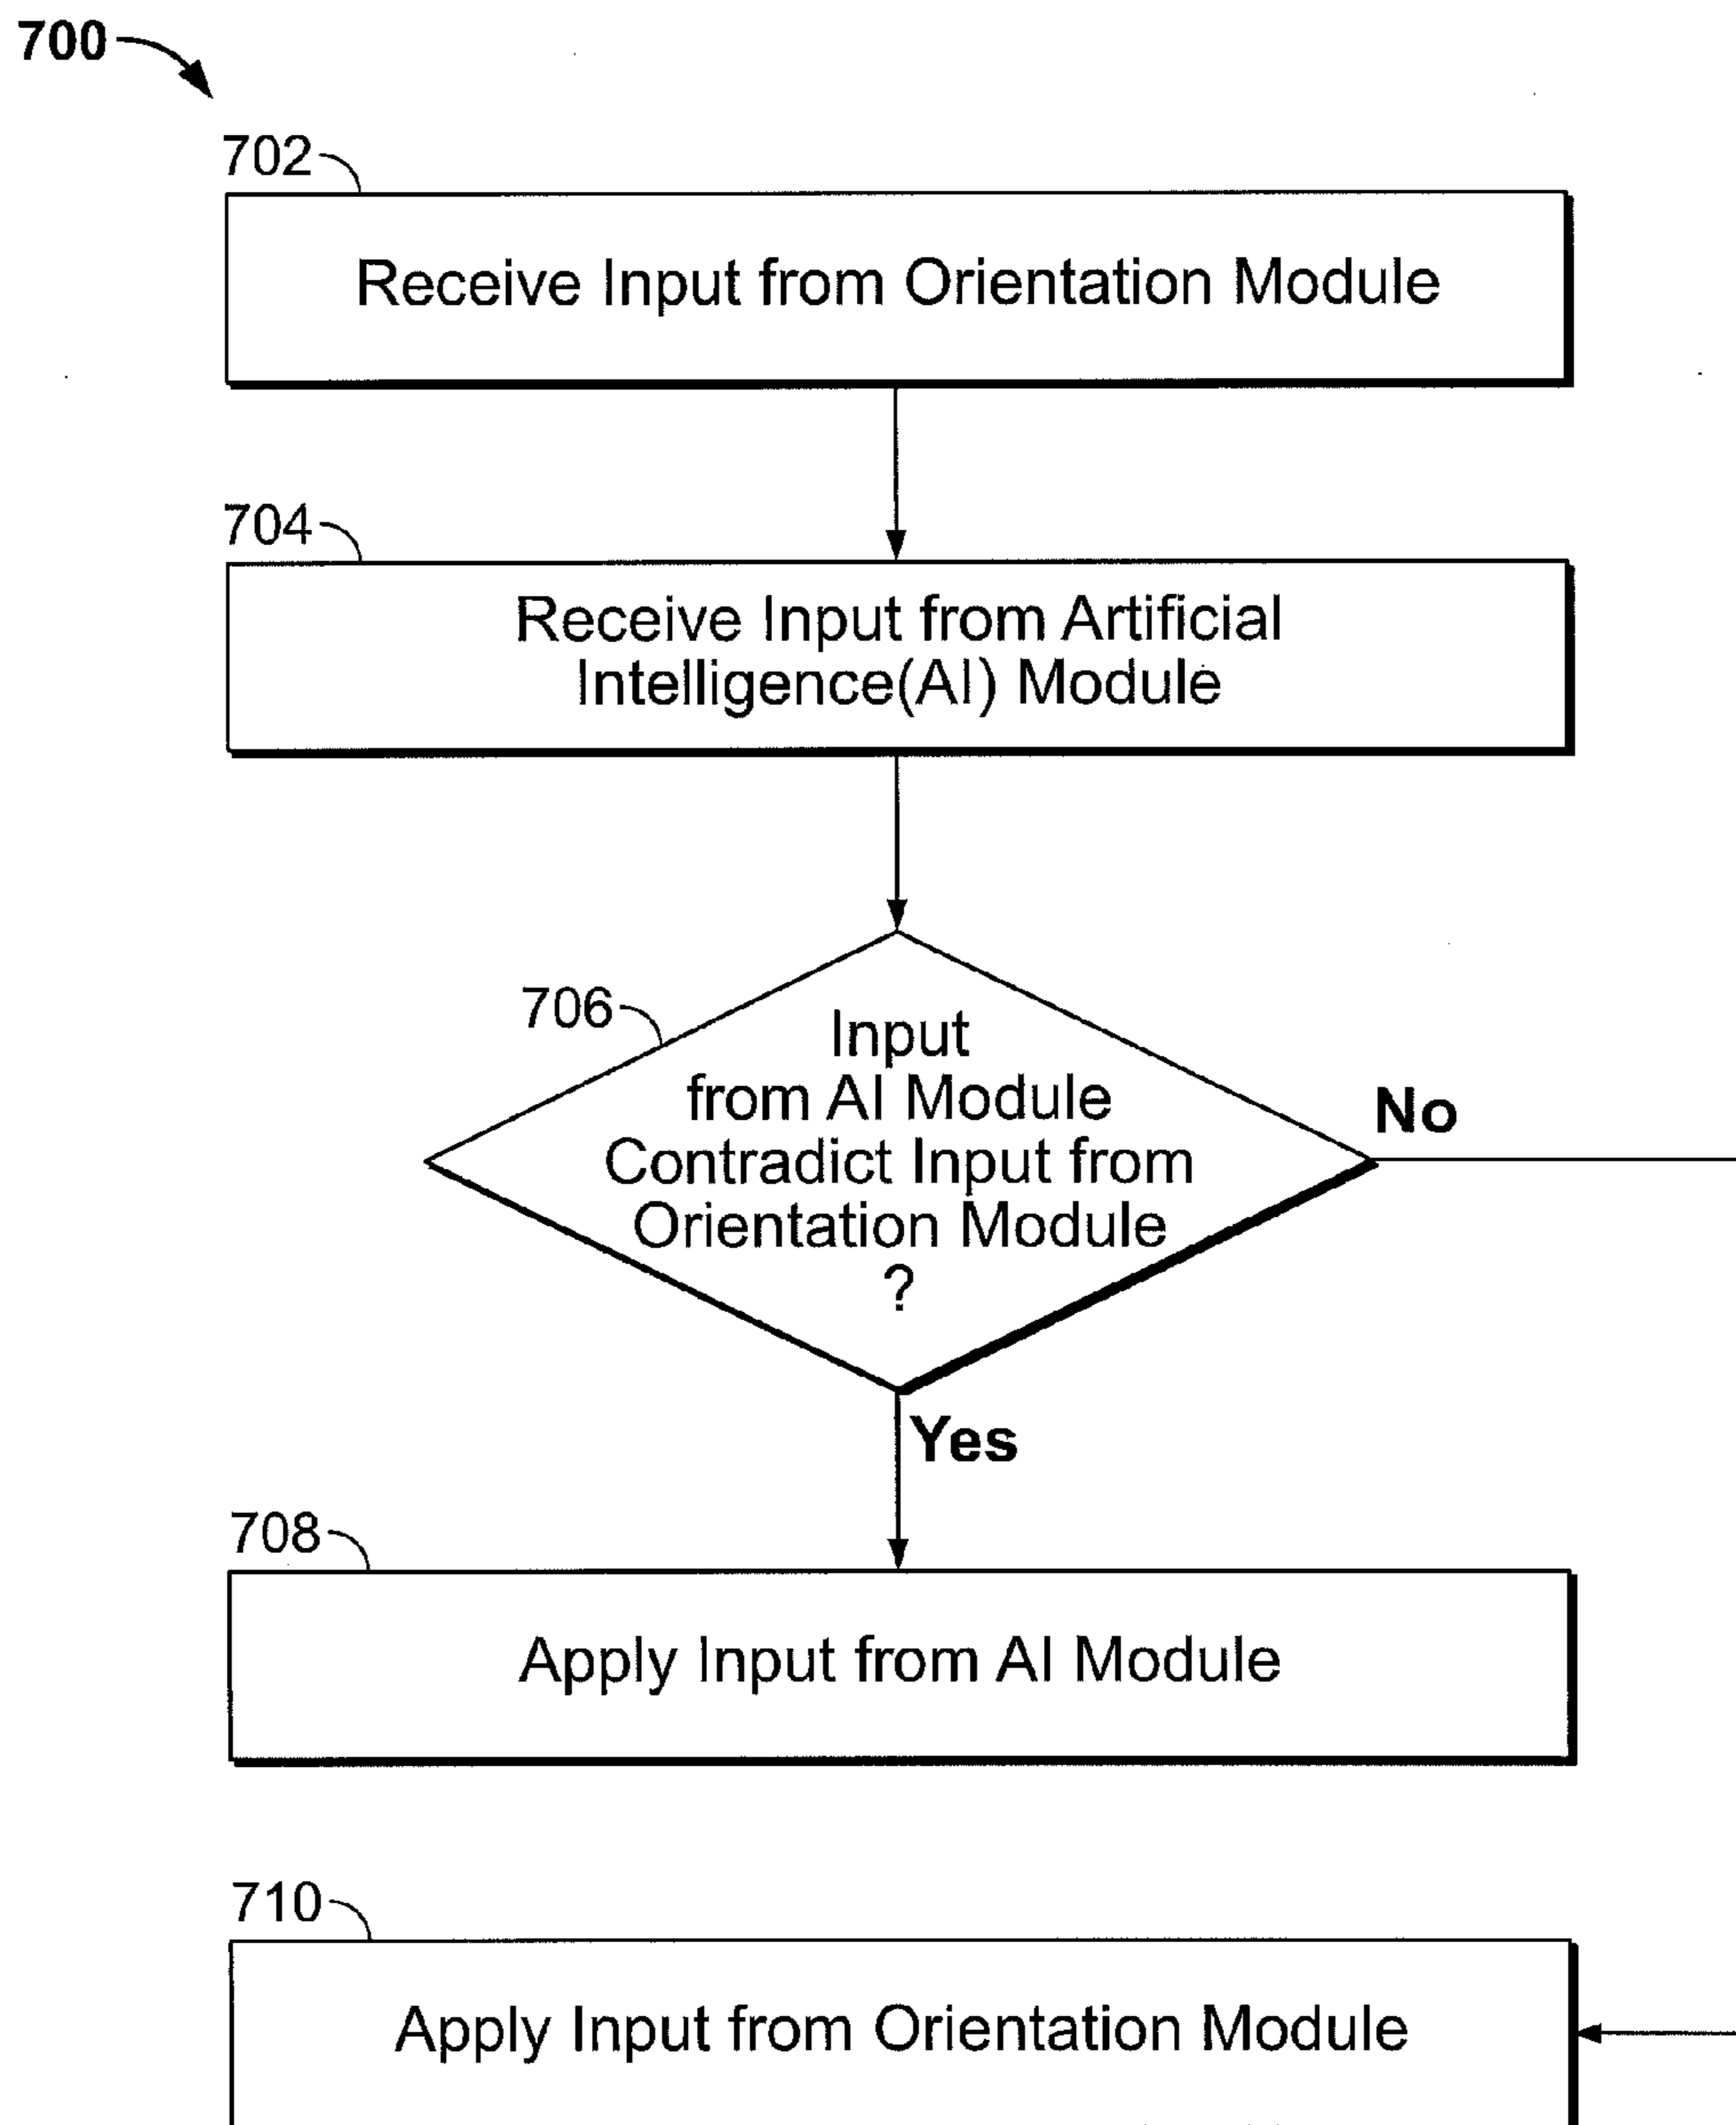 700
702
Receive Input from Orientation Module
704
Receive Input from Artificial
Intelligence(AI) Module
706
Input
from AI Module
Contradict Input from
Orientation Module
?
No
Yes
708
Apply Input from AI Module
710
Apply Input from Orientation Module